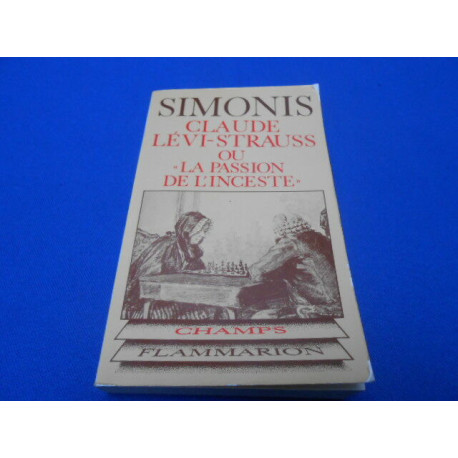 SIMONIS
CLAUDE
LÉVI-STRAUSS
OU
«LA PASSION
DE L'INCESTE»
CHAMPS
FLAMMARION